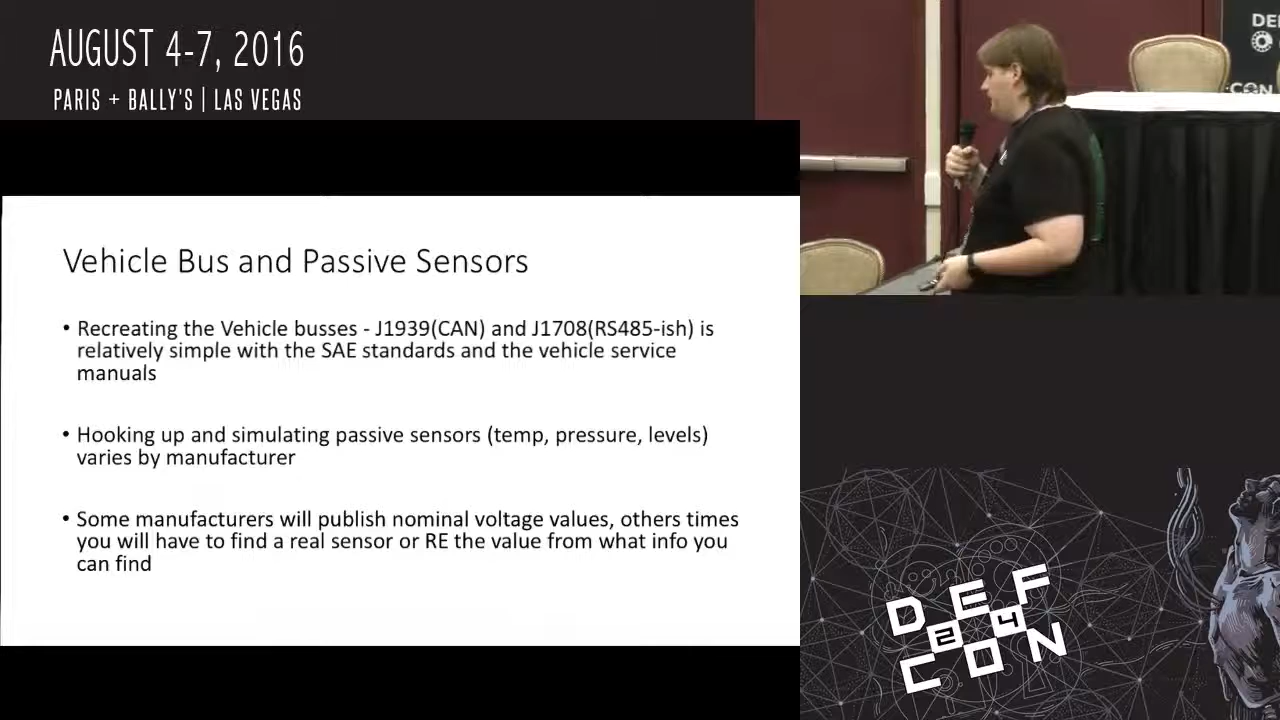 AUGUST 4-7, 2016
PARIS + BALLY'S | LAS VEGAS
Vehicle Bus and Passive Sensors
• Recreating the Vehicle busses - J1939(CAN) and J1708(RS485-ish) is
relatively simple with the SAE standards and the vehicle service
manuals
• Hooking up and simulating passive sensors (temp, pressure, levels)
varies by manufacturer
• Some manufacturers will publish nominal voltage values, others times
you will have to find a real sensor or RE the value from what info you
can find
DE
CON
DEF
24
CON